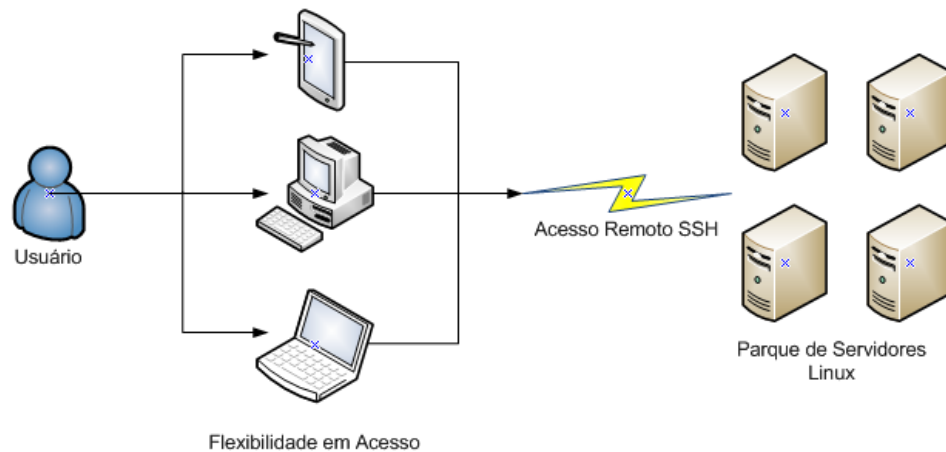 Usuário
Acesso Remoto SSH
Parque de Servidores
Linux
Flexibilidade em Acesso